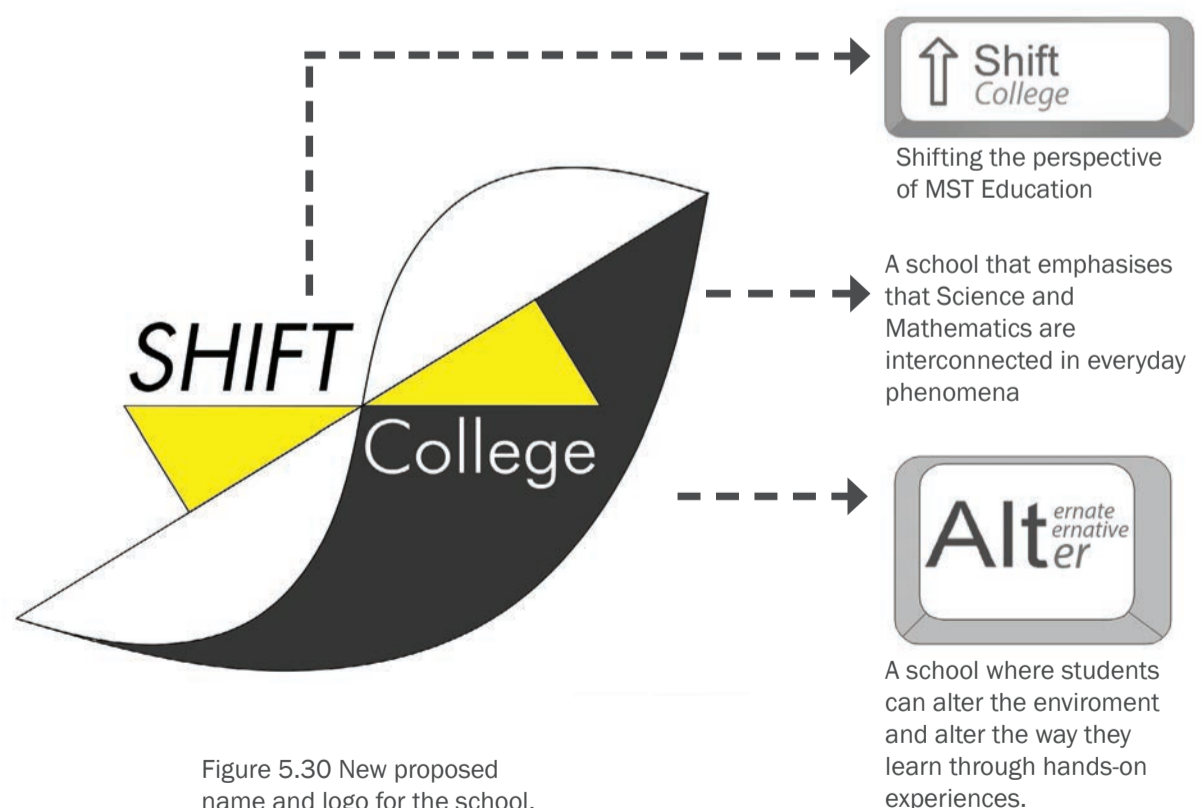 Shift
College
Shifting the perspective
of MST Education
A school that emphasises
that Science and
Mathematics are
interconnected in everyday
phenomena
SHIFT
College
Alt
ernate
ernative
er
A school where students
can alter the enviroment
and alter the way they
learn through hands-on
experiences.
Figure 5.30 New proposed
name and logo for the school.